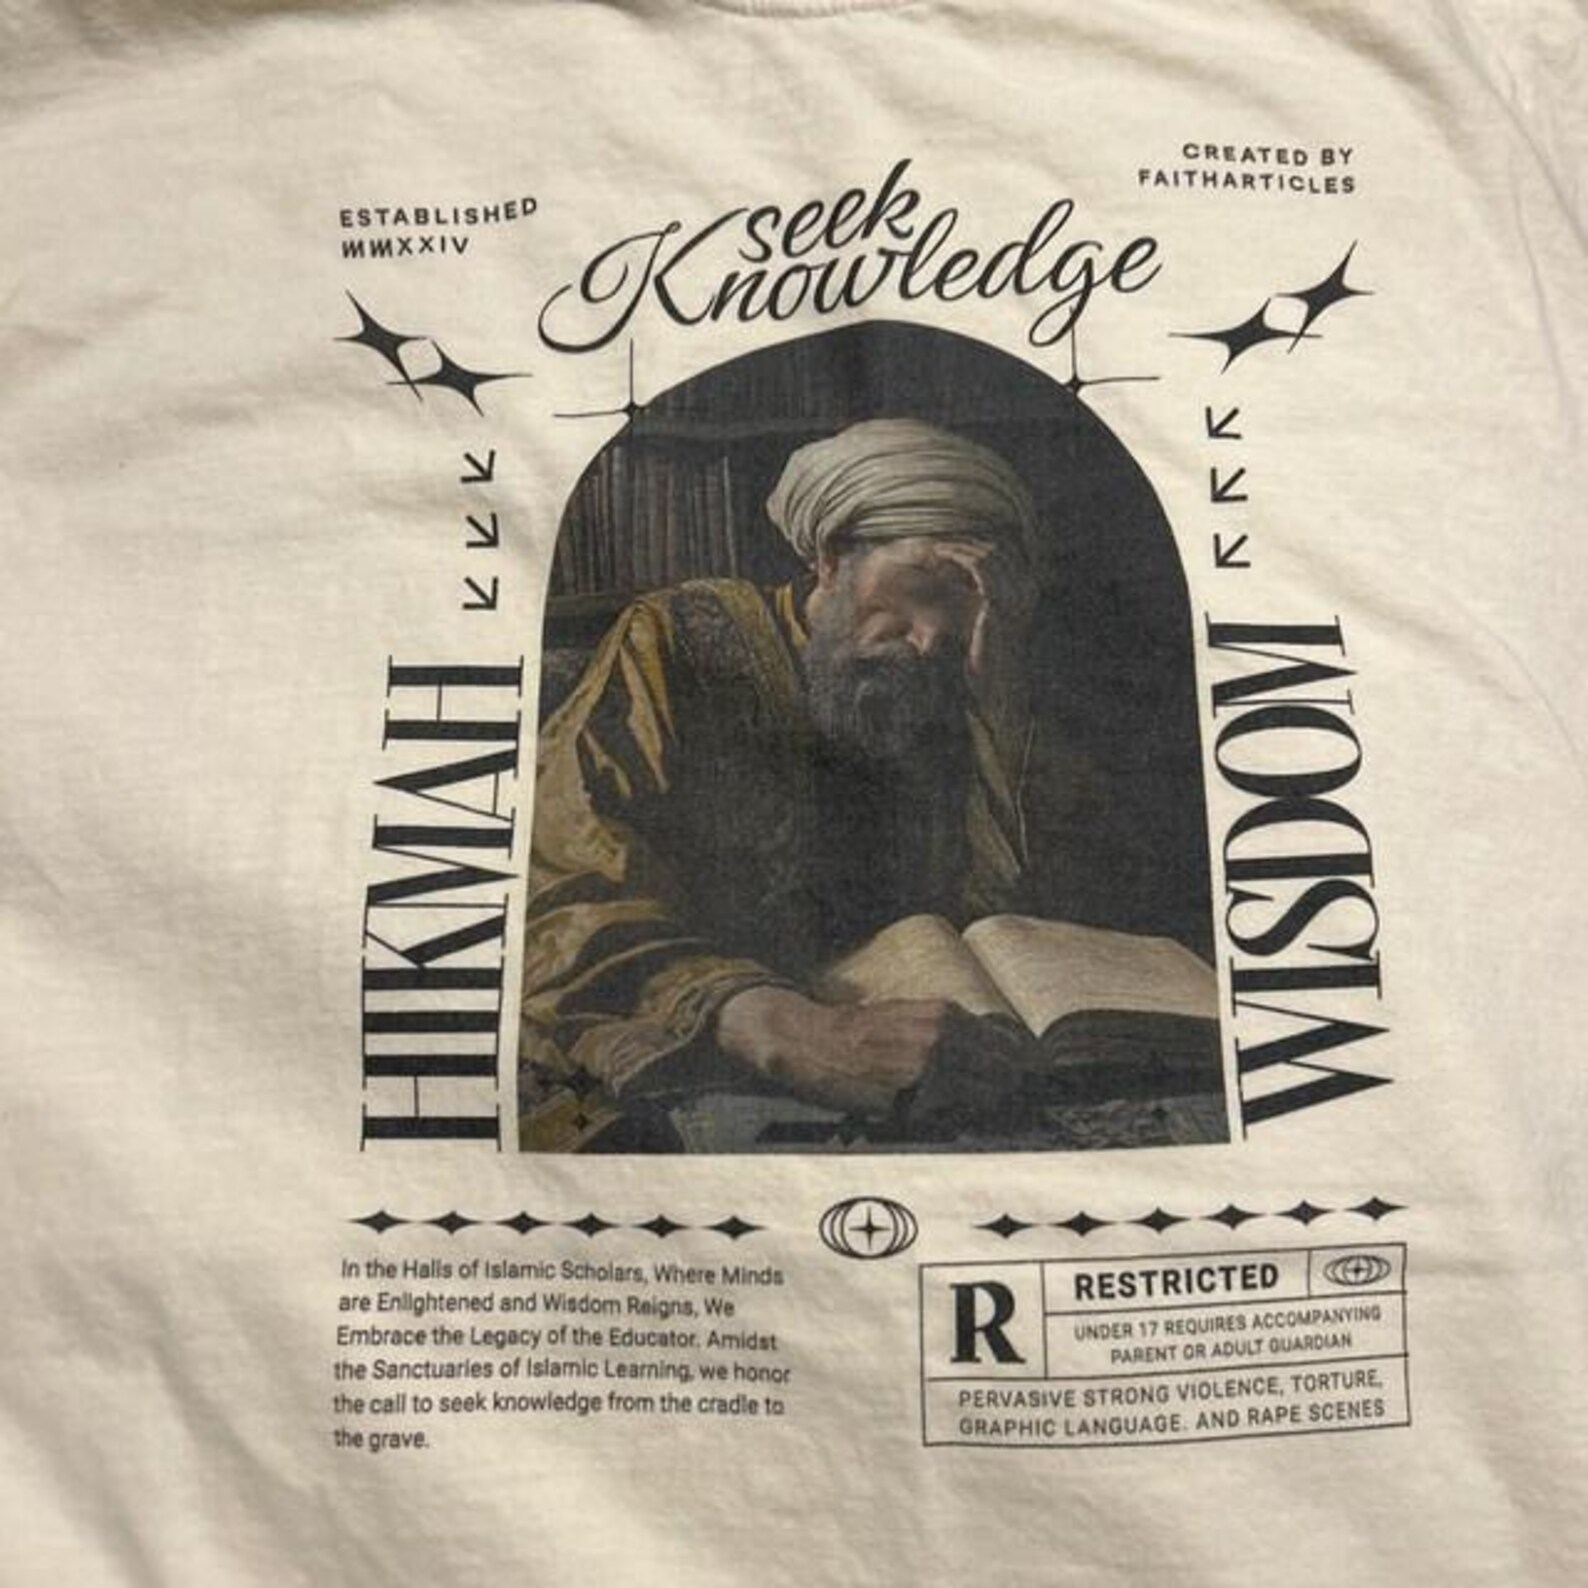 ESTABLISHED
MMXXIV
CREATED BY
FAITHARTICLES
seek
Knowledge
HIKMAH
WISDOM
In the Halls of Islamic Scholars, Where Minds
are Enlightened and Wisdom Reigns, We
Embrace the Legacy of the Educator. Amidst
the Sanctuaries of Islamic Learning, we honor
the call to seek knowledge from the cradle to
the grave.
R
RESTRICTED
UNDER 17 REQUIRES ACCOMPANYING
PARENT OR ADULT GUARDIAN
PERVASIVE STRONG VIOLENCE, TORTURE,
GRAPHIC LANGUAGE. AND RAPE SCENES